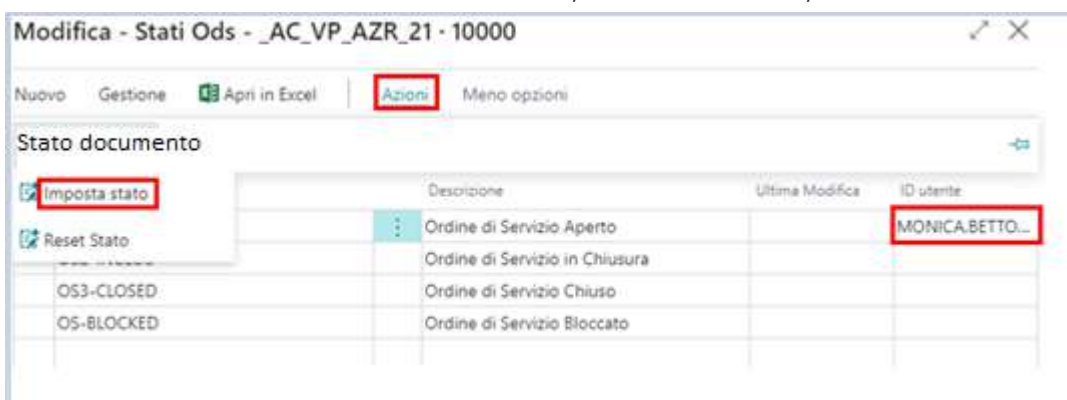 Modifica - Stati Ods - _AC_VP_AZR_21 · 10000
Nuovo Gestione Apri in Excel Azioni Meno opzioni
Stato documento
Imposta stato
Descrizione Ultima Modifica ID utente
Reset Stato
Ordine di Servizio Aperto MONICA.BETTO...
Ordine di Servizio in Chiusura
OS3-CLOSED Ordine di Servizio Chiuso
OS-BLOCKED Ordine di Servizio Bloccato